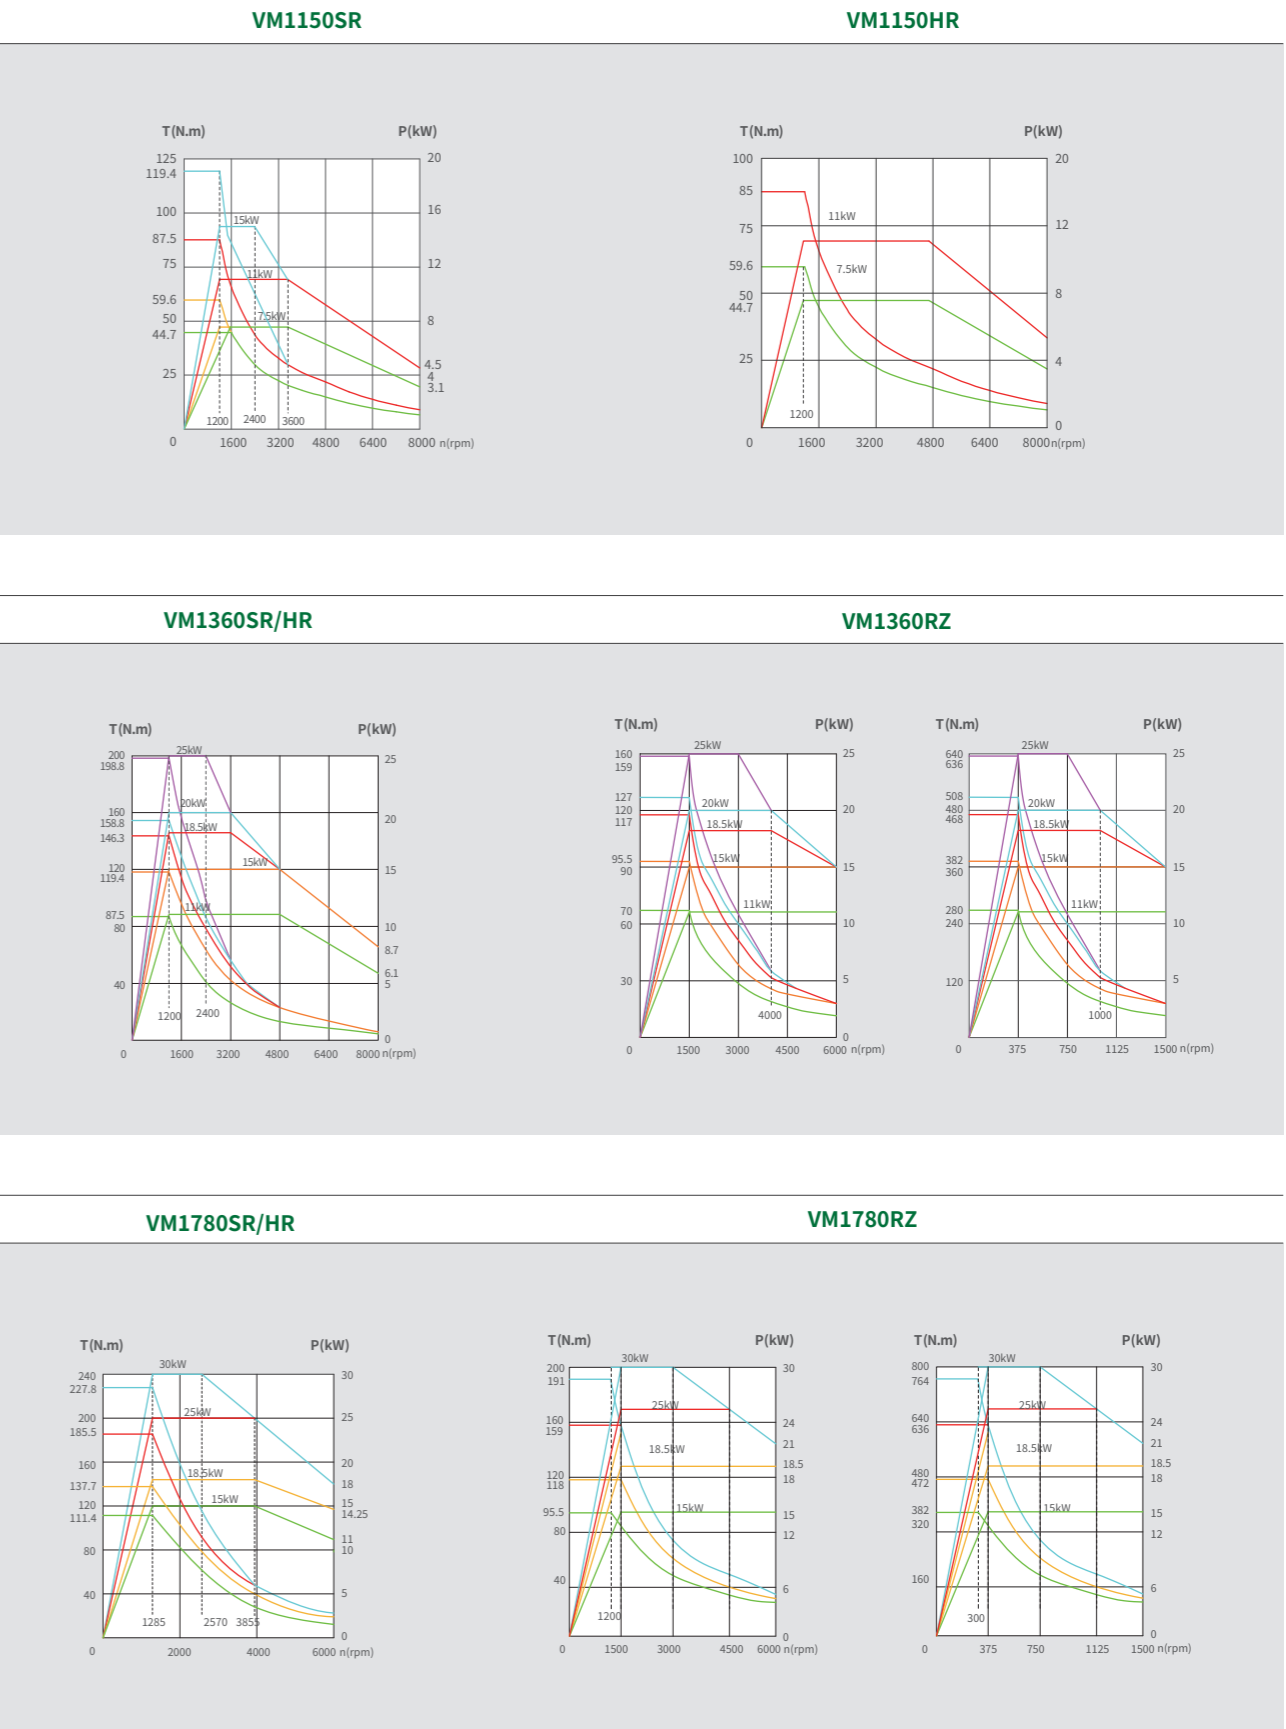 VM1150SR
VM1150HR
T(N.m)
P(kW)
125
119.4
100
87.5
75
59.6
50
44.7
25
0
20
16
12
8
4.5
4
3.1
15kW
11kW
7.5kW
1200
2400
3600
1600
3200
4800
6400
8000 n(rpm)
T(N.m)
P(kW)
100
85
75
59.6
50
44.7
25
0
20
12
8
4
0
11kW
7.5kW
1200
1600
3200
4800
6400
8000n(rpm)
VM1360SR/HR
VM1360RZ
T(N.m)
P(kW)
200
198.8
160
158.8
146.3
120
119.4
87.5
80
40
0
25
20
15
10
8.7
6.1
5
0
25kW
20kW
18.5kW
15kW
11kW
1200
2400
1600
3200
4800
6400
8000 n(rpm)
T(N.m)
P(kW)
160
159
127
120
117
95.5
90
70
60
30
0
25
20
15
10
5
0
25kW
20kW
18.5kW
15kW
11kW
4000
1500
3000
4500
6000 n(rpm)
T(N.m)
P(kW)
640
636
508
480
468
382
360
280
240
120
0
25
20
15
10
5
25kW
20kW
18.5kW
15kW
11kW
1000
375
750
1125
1500 n(rpm)
VM1780SR/HR
VM1780RZ
T(N.m)
P(kW)
240
227.8
200
185.5
160
137.7
120
111.4
80
40
0
30
25
20
18
15
14.25
11
10
5
0
30kW
25kW
18.5kW
15kW
1285
2570
3855
2000
4000
6000 n(rpm)
T(N.m)
P(kW)
200
191
160
159
120
118
95.5
80
40
0
30
24
21
18.5
18
15
12
6
0
30kW
25kW
18.5kW
15kW
1200
1500
3000
4500
6000 n(rpm)
T(N.m)
P(kW)
800
764
640
636
480
472
382
320
160
0
30
24
21
18.5
18
15
12
6
0
30kW
25kW
18.5kW
15kW
300
375
750
1125
1500 n(rpm)